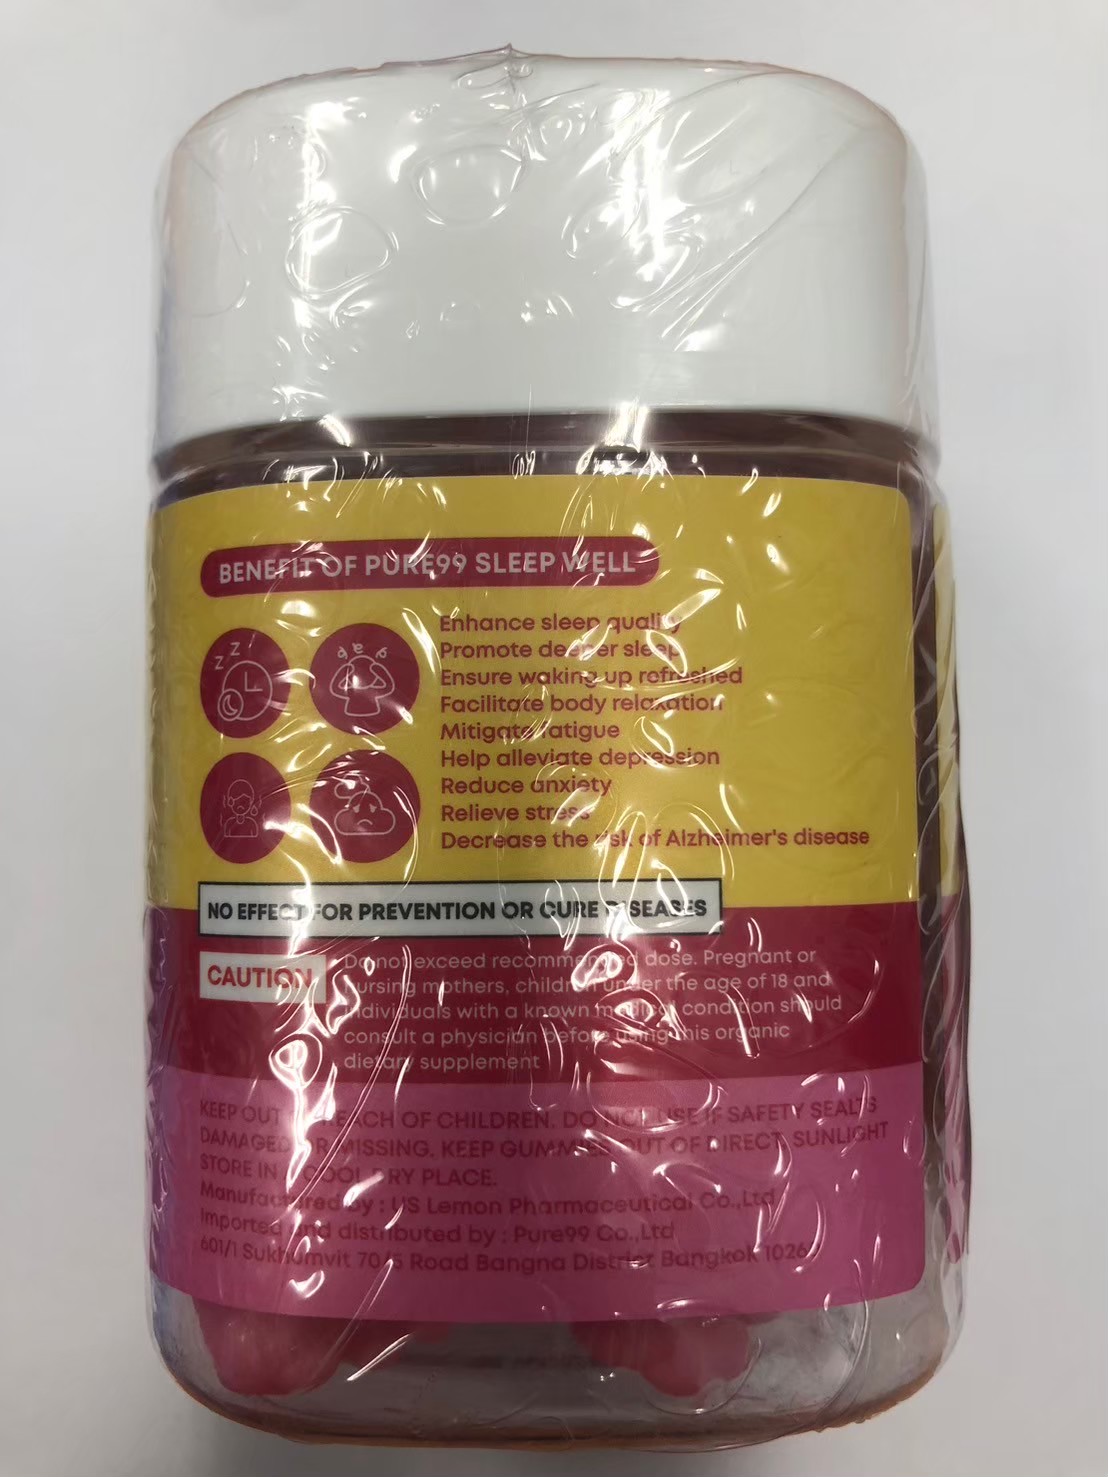 BENEFIT OF PURE99 SLEEP WELL
Z Z
Enhance sleep quality
Promote deeper sleep
Ensure waking up refreshed
Facilitate body relaxation
Mitigate fatigue
Help alleviate depression
Reduce anxiety
Relieve stress
Decrease the risk of Alzheimer's disease
NO EFFECT FOR PREVENTION OR CURE DISEASES
CAUTION
Do not exceed recommended dose. Pregnant or
nursing mothers, children under the age of 18 and
individuals with a known medical condition should
consult a physician before using this organic
dietary supplement
KEEP OUT OF REACH OF CHILDREN. DO NOT USE IF SAFETY SEAL IS
DAMAGED OR MISSING. KEEP GUMMIES OUT OF DIRECT SUNLIGHT
STORE IN A COOL DRY PLACE.
Manufactured by : US Lemon Pharmaceutical Co.,Ltd
Imported and distributed by : Pure99 Co.,Ltd
601/1 Sukhumvit 70/5 Road Bangna District Bangkok